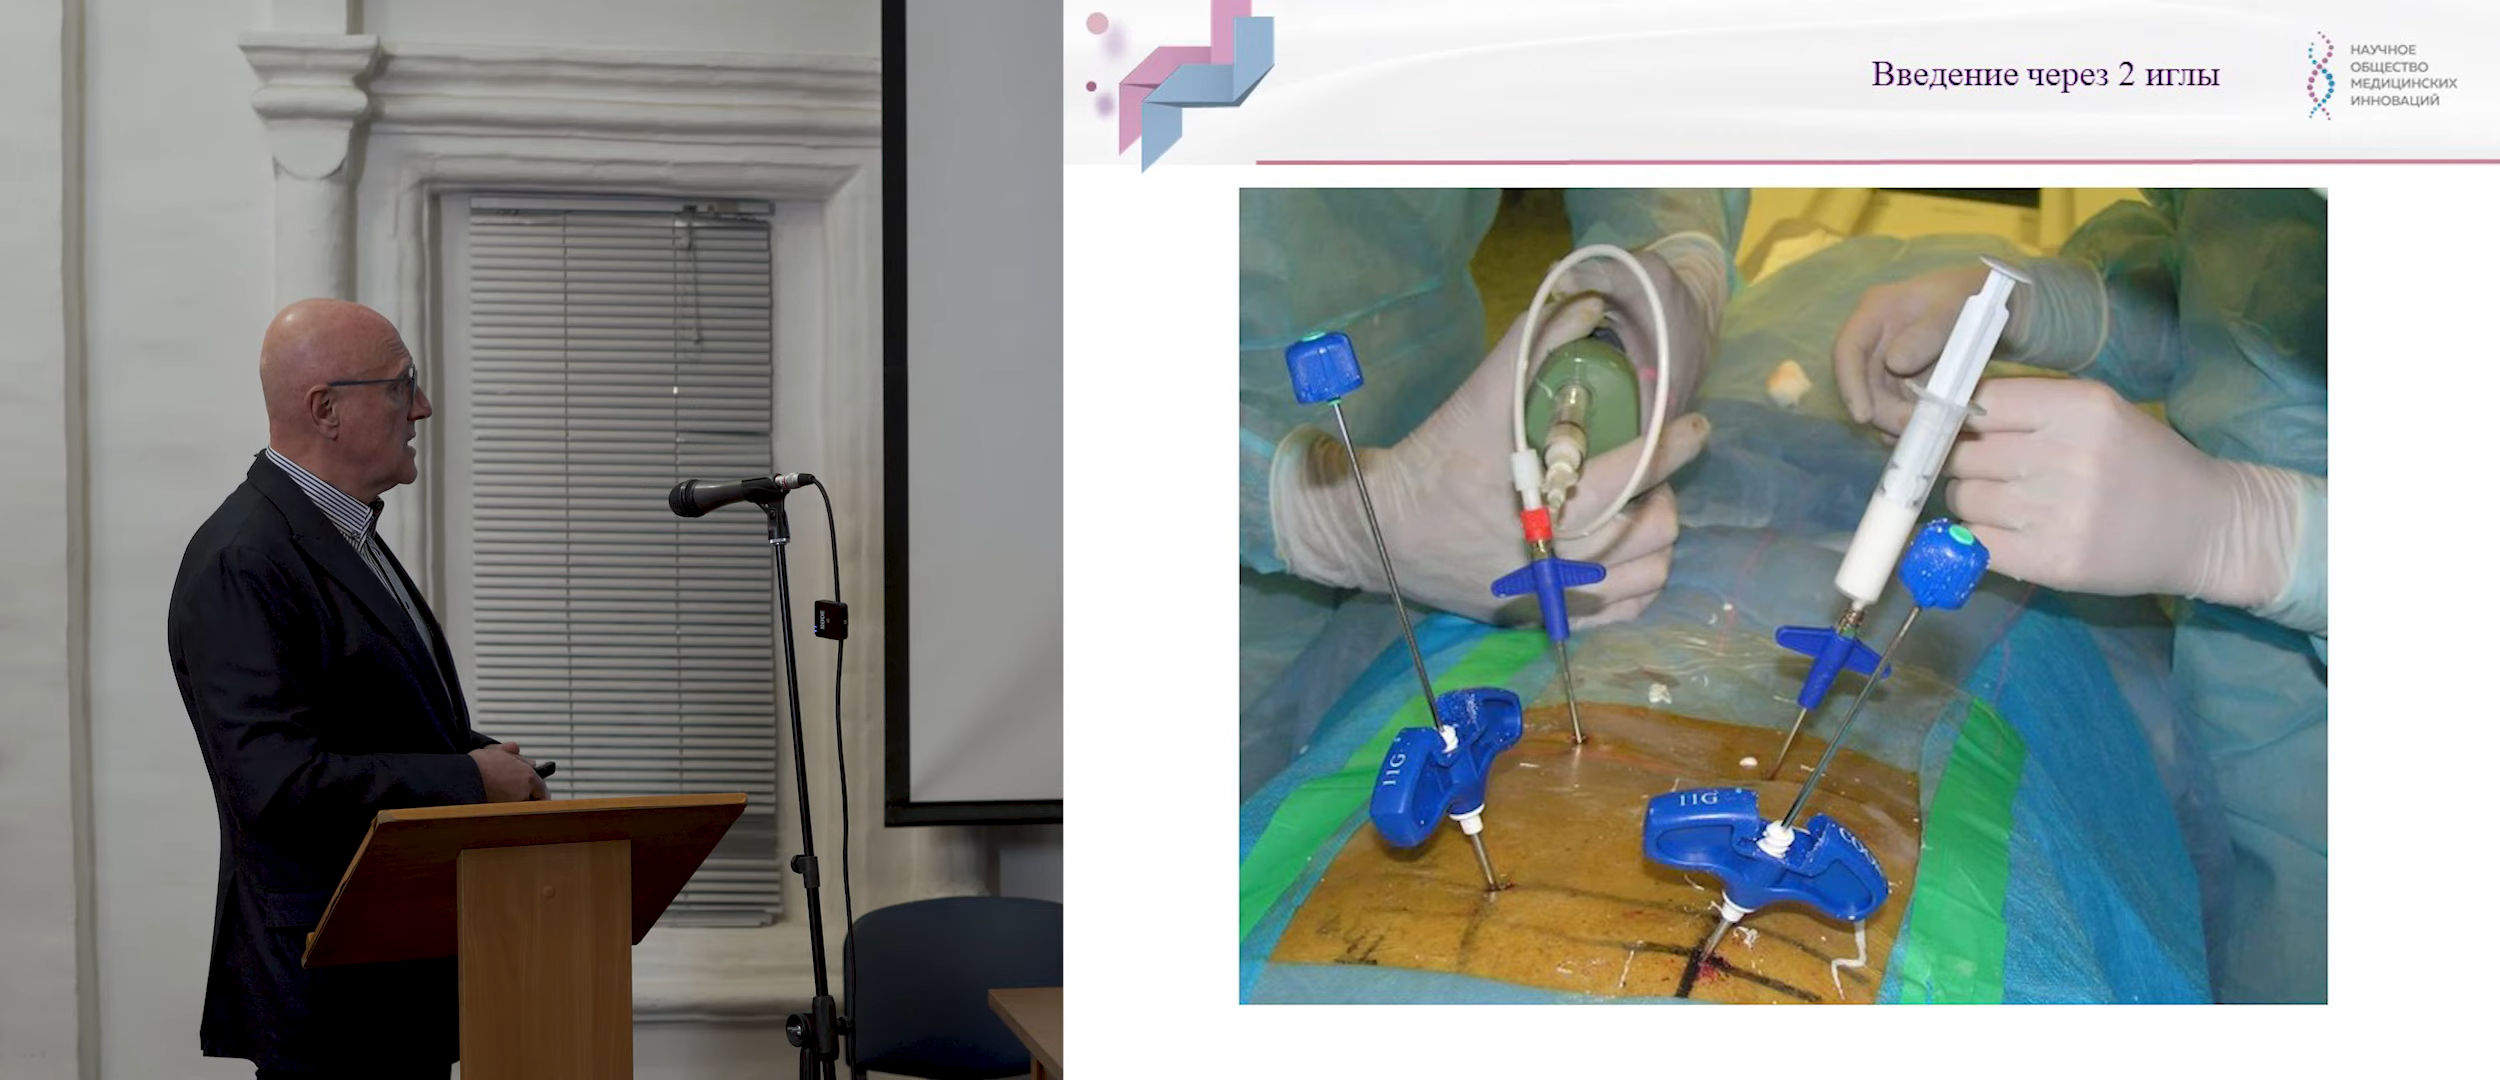 Введение через 2 иглы
НАУЧНОЕ
ОБЩЕСТВО
МЕДИЦИНСКИХ
ИННОВАЦИЙ
11G
11G